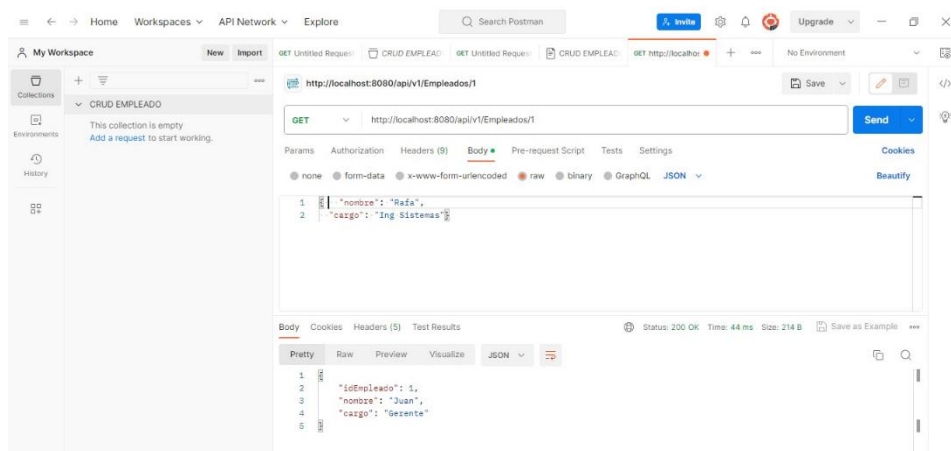 Home Workspaces API Network Explore Search Postman Invite Upgrade
My Workspace New Import GET Untitled Reques CRUD EMPLEAD GET Untitled Reques CRUD EMPLEAD GET http://localhos No Environment
Collections
Environments
History
CRUD EMPLEADO
This collection is empty
Add a request to start working.
http://localhost:8080/api/v1/Empleados/1 Save
GET http://localhost:8080/api/v1/Empleados/1 Send
Params Authorization Headers (9) Body Pre-request Script Tests Settings Cookies
none form-data x-www-form-urlencoded raw binary GraphQL JSON Beautify
1 { "nombre": "Rafa",
2 "cargo": "Ing Sistemas"}
Body Cookies Headers (5) Test Results Status: 200 OK Time: 44 ms Size: 214 B Save as Example
Pretty Raw Preview Visualize JSON
1 {
2 "idEmpleado": 1,
3 "nombre": "Juan",
4 "cargo": "Gerente"
5 }